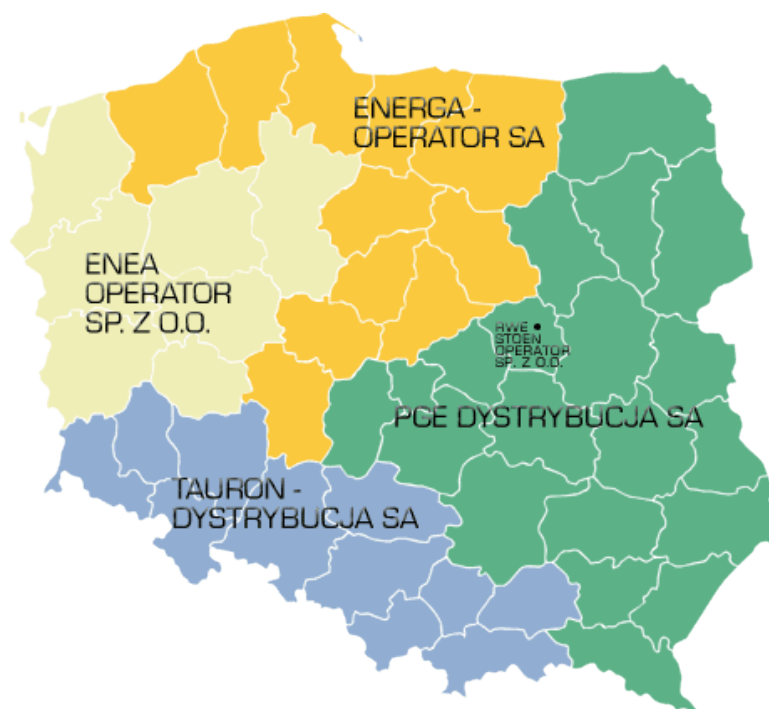 ENERGA -
OPERATOR SA
ENEA
OPERATOR
SP. Z O.O.
RWE
STOEN
OPERATOR
SP. Z O.O.
PGE DYSTRYBUCJA SA
TAURON -
DYSTRYBUCJA SA